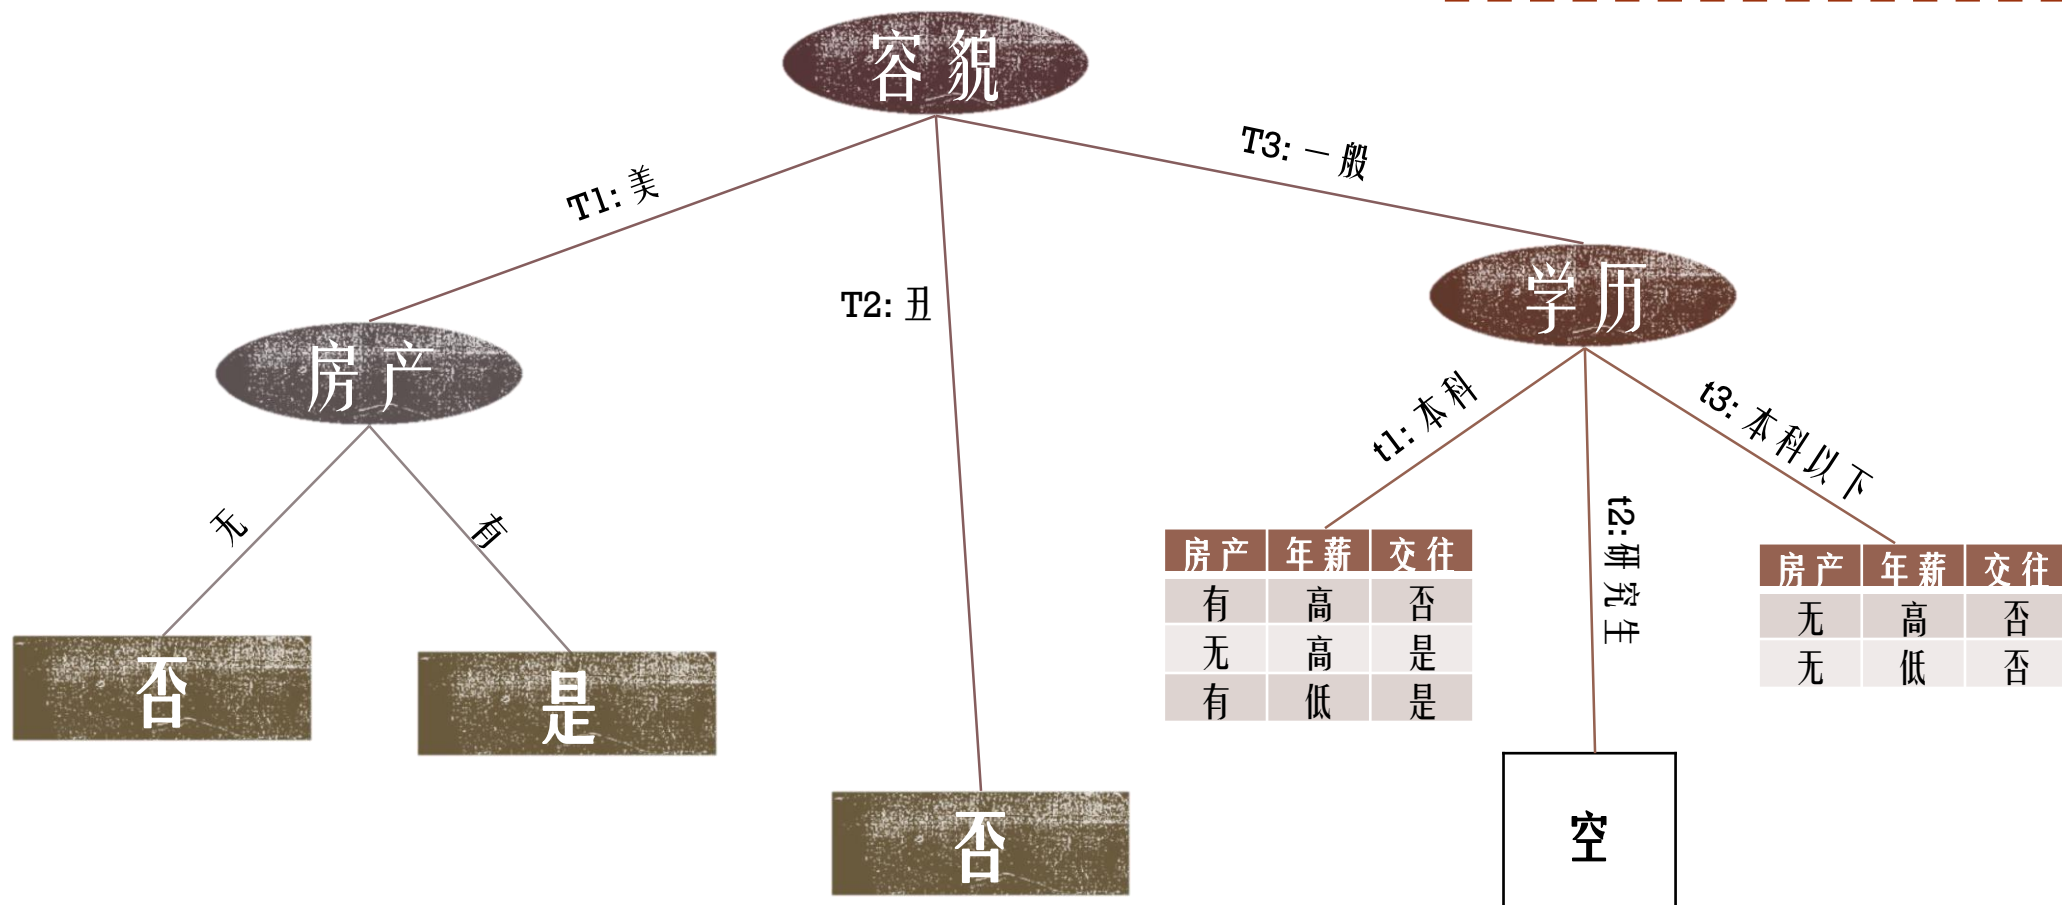 容貌
T1: 美
T2: 丑
T3: 一般
房产
无
有
否
是
否
学历
t1: 本科
t2: 研究生
t3: 本科以下
房产 年薪 交往
有 高 否
无 高 是
有 低 是
空
房产 年薪 交往
无 高 否
无 低 否